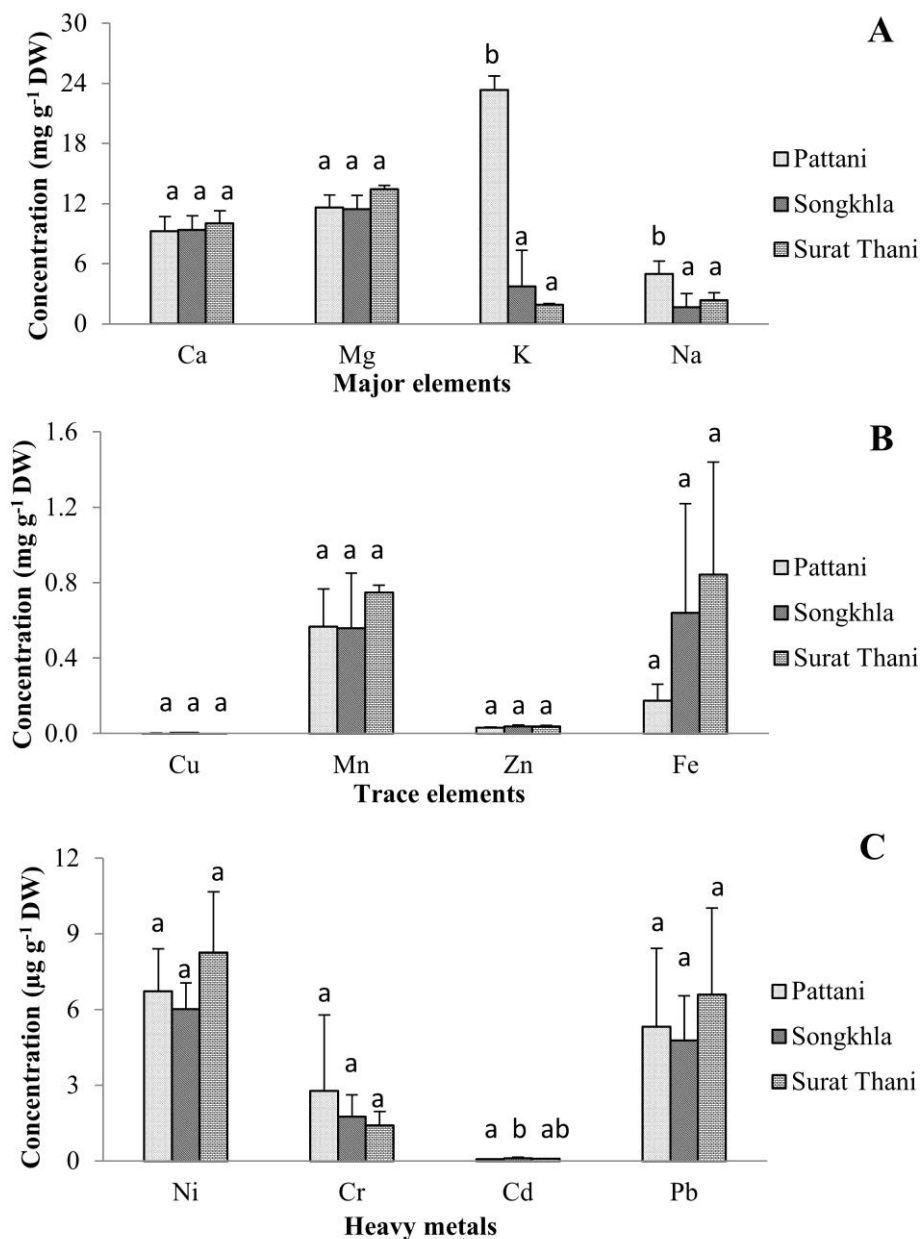 A
Concentration (mg g⁻¹ DW)
30
24
18
12
6
0
a a a
a a a
b
a
a
b
a a
Ca Mg K Na
Major elements
Pattani
Songkhla
Surat Thani
B
Concentration (mg g⁻¹ DW)
1.6
1.2
0.8
0.4
0.0
a a a
a a a
a a a
a
a
a
Cu Mn Zn Fe
Trace elements
Pattani
Songkhla
Surat Thani
C
Concentration (µg g⁻¹ DW)
12
9
6
3
0
a
a
a
a
a
a
a b ab
a
a
a
Ni Cr Cd Pb
Heavy metals
Pattani
Songkhla
Surat Thani